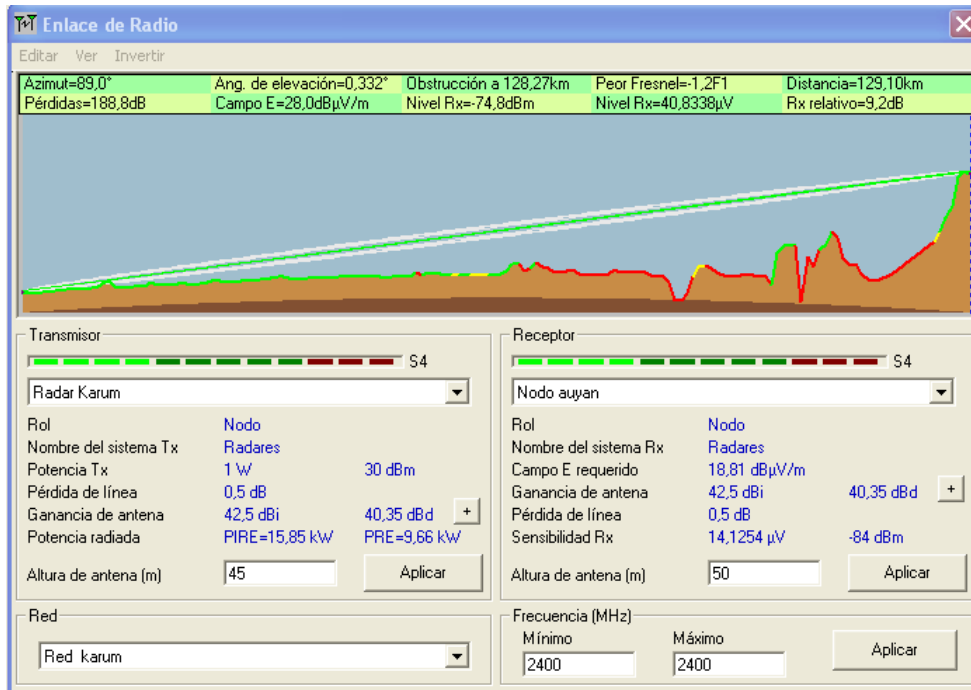 Enlace de Radio
Editar Ver Invertir
Azimut=89,0° Ang. de elevación=0,332° Obstrucción a 128,27km Peor Fresnel=-1,2F1 Distancia=129,10km
Pérdidas=188,8dB Campo E=28,0dBµV/m Nivel Rx=-74,8dBm Nivel Rx=40,8338µV Rx relativo=9,2dB
Transmisor
S4
Radar Karum
Rol Nodo
Nombre del sistema Tx Radares
Potencia Tx 1 W 30 dBm
Pérdida de línea 0,5 dB
Ganancia de antena 42,5 dBi 40,35 dBd +
Potencia radiada PIRE=15,85 kW PRE=9,66 kW
Altura de antena (m) 45 Aplicar
Receptor
S4
Nodo auyan
Rol Nodo
Nombre del sistema Rx Radares
Campo E requerido 18,81 dBµV/m
Ganancia de antena 42,5 dBi 40,35 dBd +
Pérdida de línea 0,5 dB
Sensibilidad Rx 14,1254 µV -84 dBm
Altura de antena (m) 50 Aplicar
Red
Red karum
Frecuencia (MHz)
Mínimo Máximo
2400 2400 Aplicar